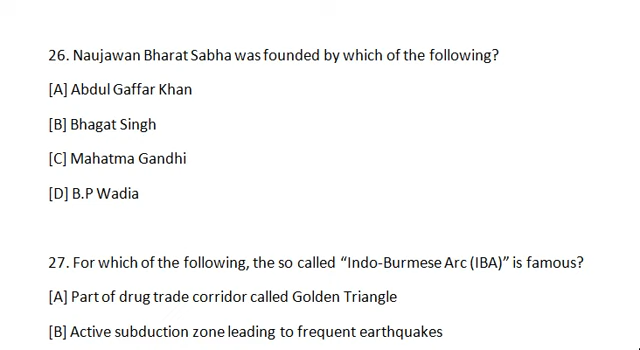 26. Naujawan Bharat Sabha was founded by which of the following?
[A] Abdul Gaffar Khan
[B] Bhagat Singh
[C] Mahatma Gandhi
[D] B.P Wadia
27. For which of the following, the so called “Indo-Burmese Arc (IBA)” is famous?
[A] Part of drug trade corridor called Golden Triangle
[B] Active subduction zone leading to frequent earthquakes